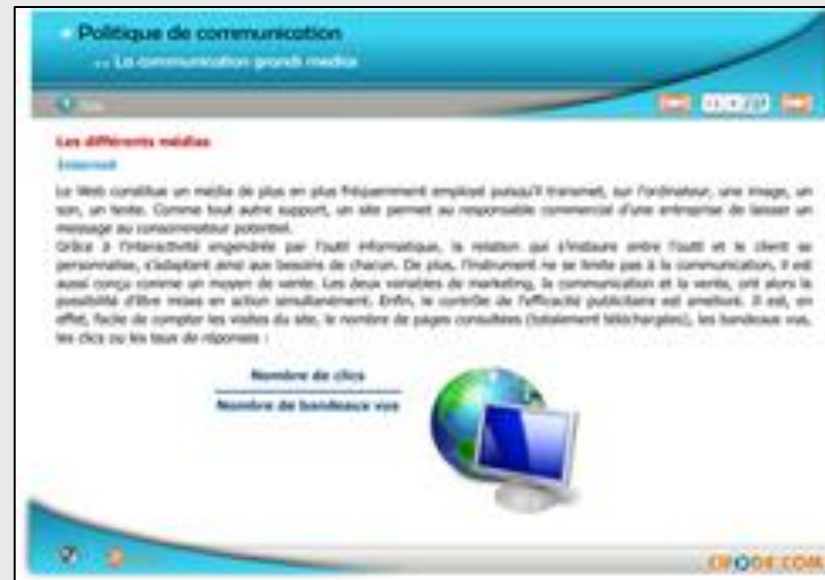 Politique de communication
La communication grands medias
Les différents médias
Internet
Le Web constitue un média de plus en plus fréquemment employé puisqu'il transmet, sur l'ordinateur, une image, un
son, un texte. Comme tout autre support, un site permet au responsable commercial d'une entreprise de laisser un
message au consommateur potentiel.
Grâce à l'interactivité engendrée par l'outil informatique, la relation qui s'instaure entre l'outil et le client se
personnalise, s'adaptant ainsi aux besoins de chacun. De plus, l'instrument ne se limite pas à la communication, il est
aussi conçu comme un moyen de vente. Les deux variables de marketing, la communication et la vente, ont alors la
possibilité d'être mises en action simultanément. Enfin, le contrôle de l'efficacité publicitaire est amélioré. Il est, en
effet, facile de compter les visites du site, le nombre de pages consultées (totalement téléchargées), les bandeaux vus,
les clics ou les taux de réponses :
Nombre de clics
Nombre de bandeaux vus